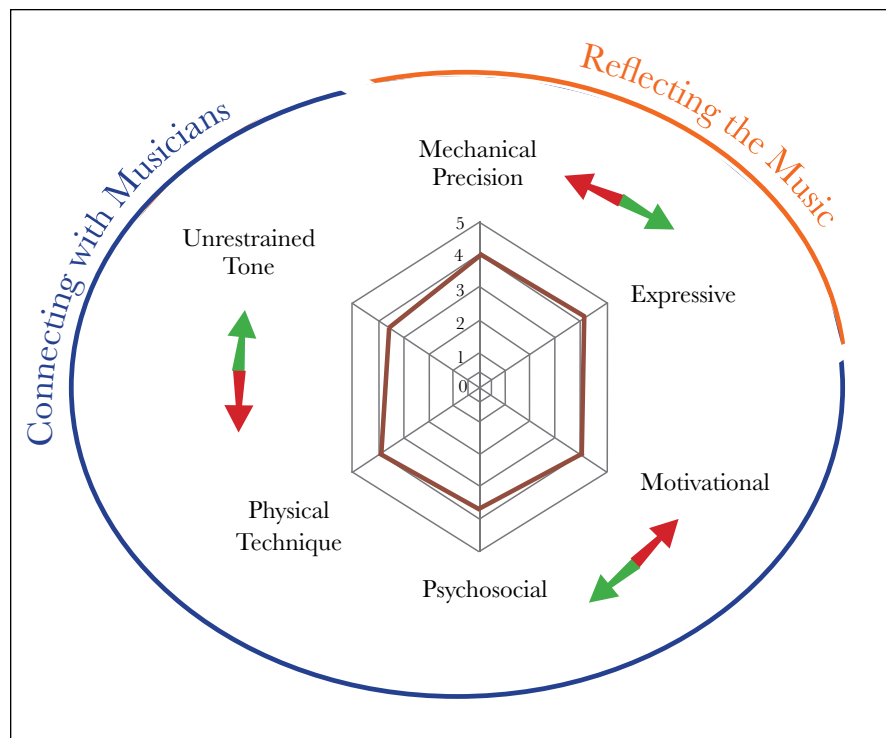 Connecting with Musicians
Reflecting the Music
Mechanical
Precision
Unrestrained
Tone
Expressive
5
4
3
2
1
0
Motivational
Physical
Technique
Psychosocial